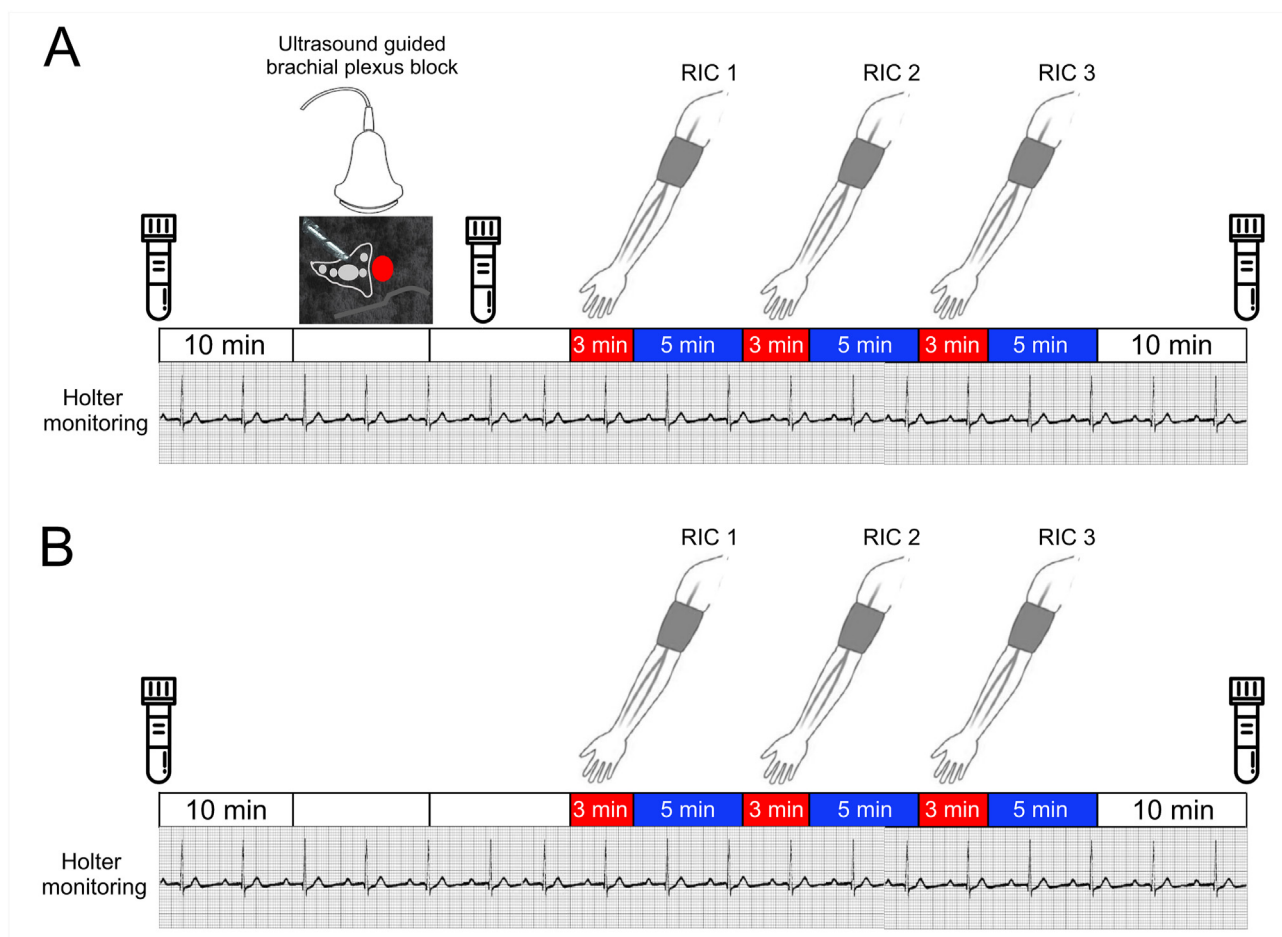 A
Ultrasound guided
brachial plexus block
RIC 1
RIC 2
RIC 3
10 min
3 min
5 min
3 min
5 min
3 min
5 min
10 min
Holter
monitoring
B
RIC 1
RIC 2
RIC 3
10 min
3 min
5 min
3 min
5 min
3 min
5 min
10 min
Holter
monitoring